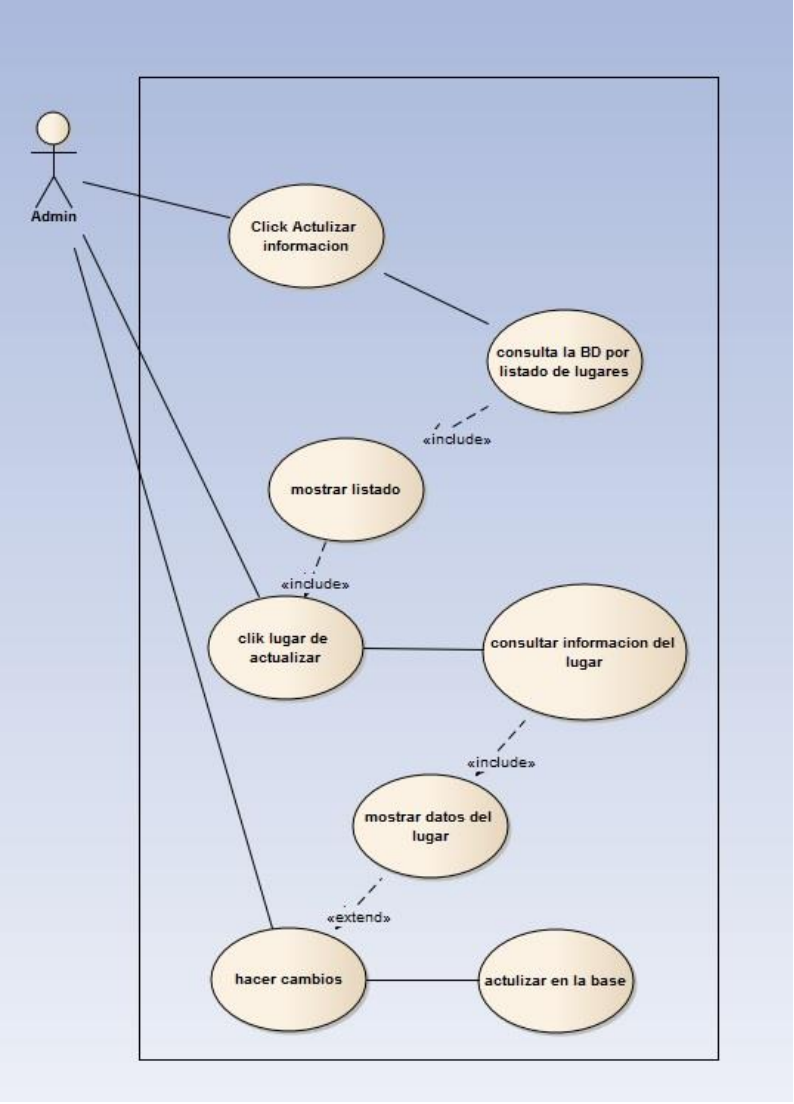 Admin
Click Actulizar
informacion
consulta la BD por
listado de lugares
«include»
mostrar listado
«include»
clik lugar de
actualizar
consultar informacion del
lugar
«include»
mostrar datos del
lugar
«extend»
hacer cambios
actulizar en la base